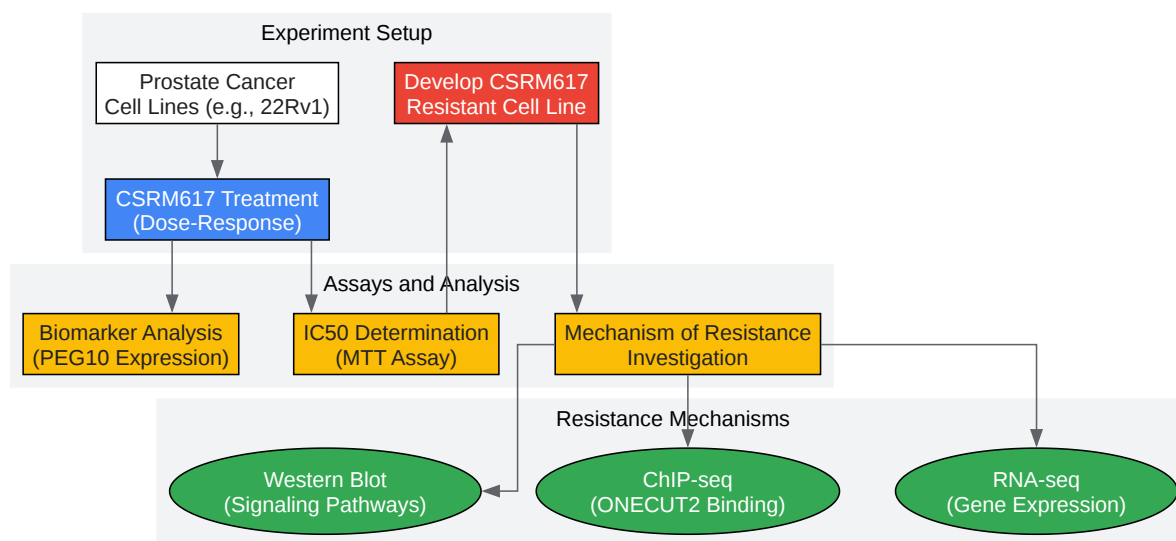 Experiment Setup
Prostate Cancer
Cell Lines (e.g., 22Rv1)
Develop CSRM617
Resistant Cell Line
CSRM617 Treatment
(Dose-Response)
Assays and Analysis
Biomarker Analysis
(PEG10 Expression)
IC50 Determination
(MTT Assay)
Mechanism of Resistance
Investigation
Resistance Mechanisms
Western Blot
(Signaling Pathways)
ChIP-seq
(ONECUT2 Binding)
RNA-seq
(Gene Expression)